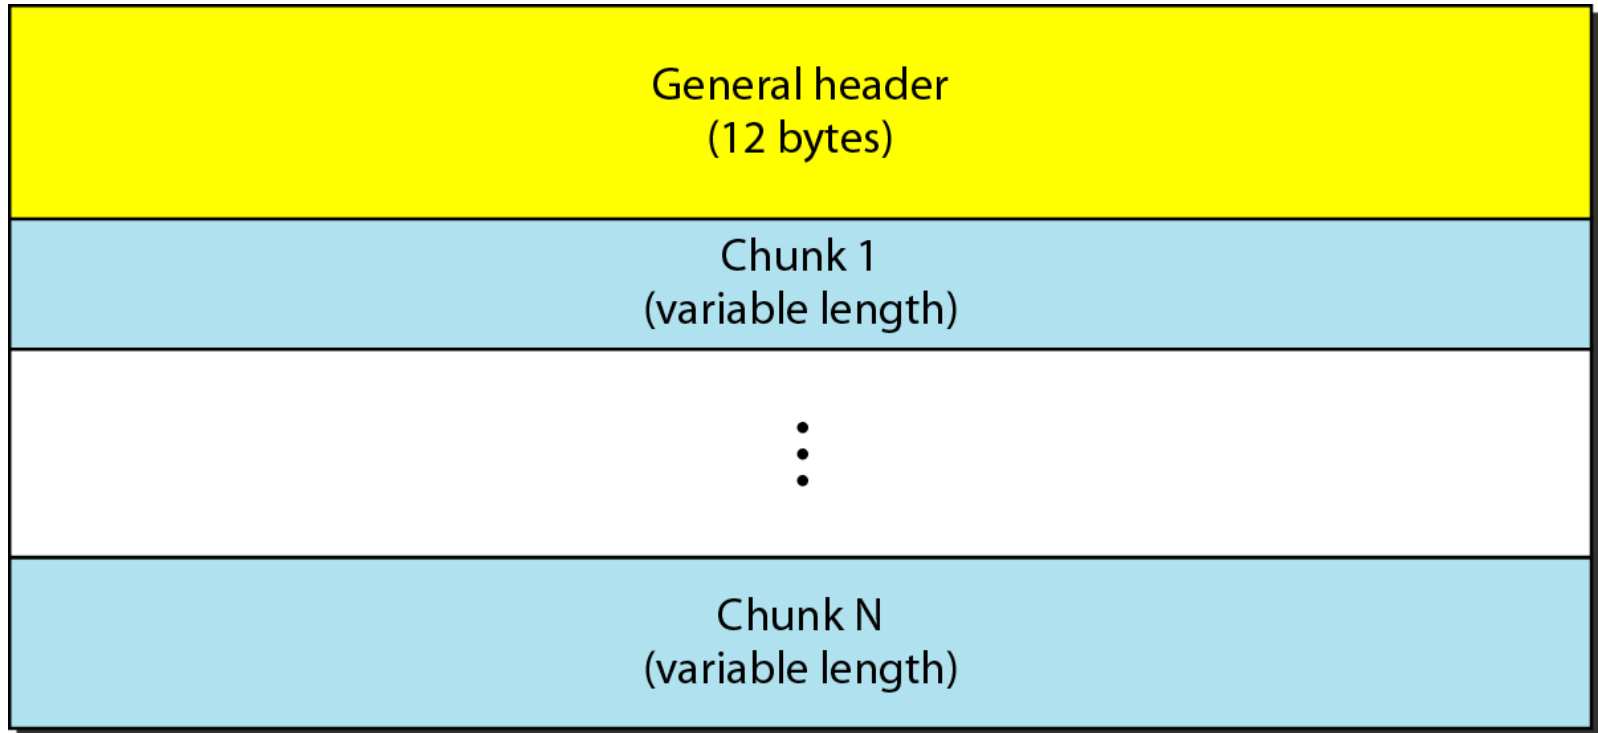 General header
(12 bytes)
Chunk 1
(variable length)
Chunk N
(variable length)